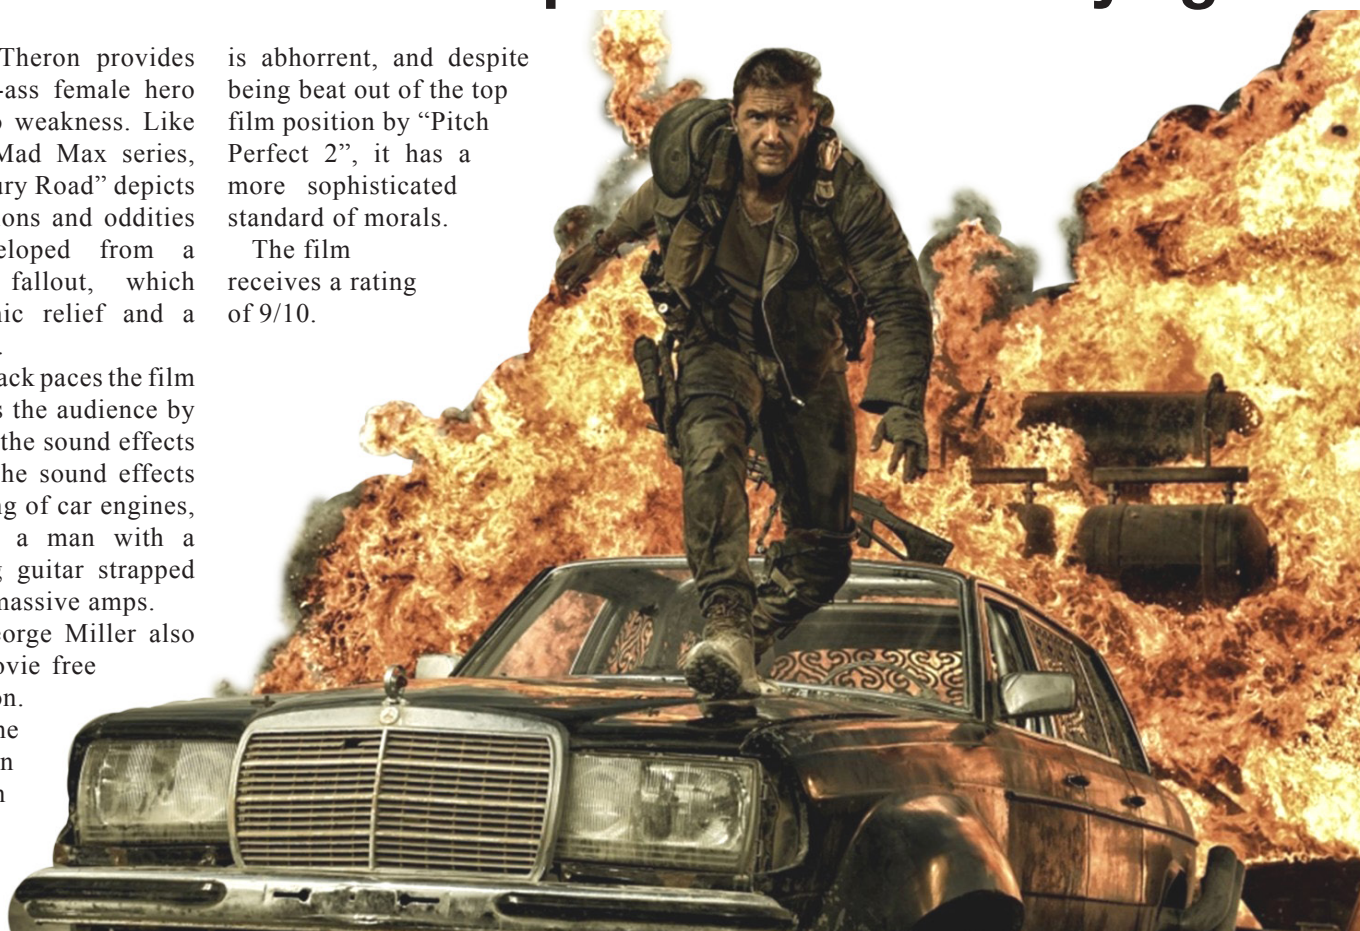 Theron provides
-ass female hero
weakness. Like
Mad Max series,
ury Road” depicts
ons and oddities
eloped from a
fallout, which
ic relief and a
.
ack paces the film
s the audience by
the sound effects
he sound effects
g of car engines,
a man with a
g guitar strapped
massive amps.
eorge Miller also
ovie free
on.
he
n
is abhorrent, and despite
being beat out of the top
film position by “Pitch
Perfect 2”, it has a
more sophisticated
standard of morals.
The film
receives a rating
of 9/10.